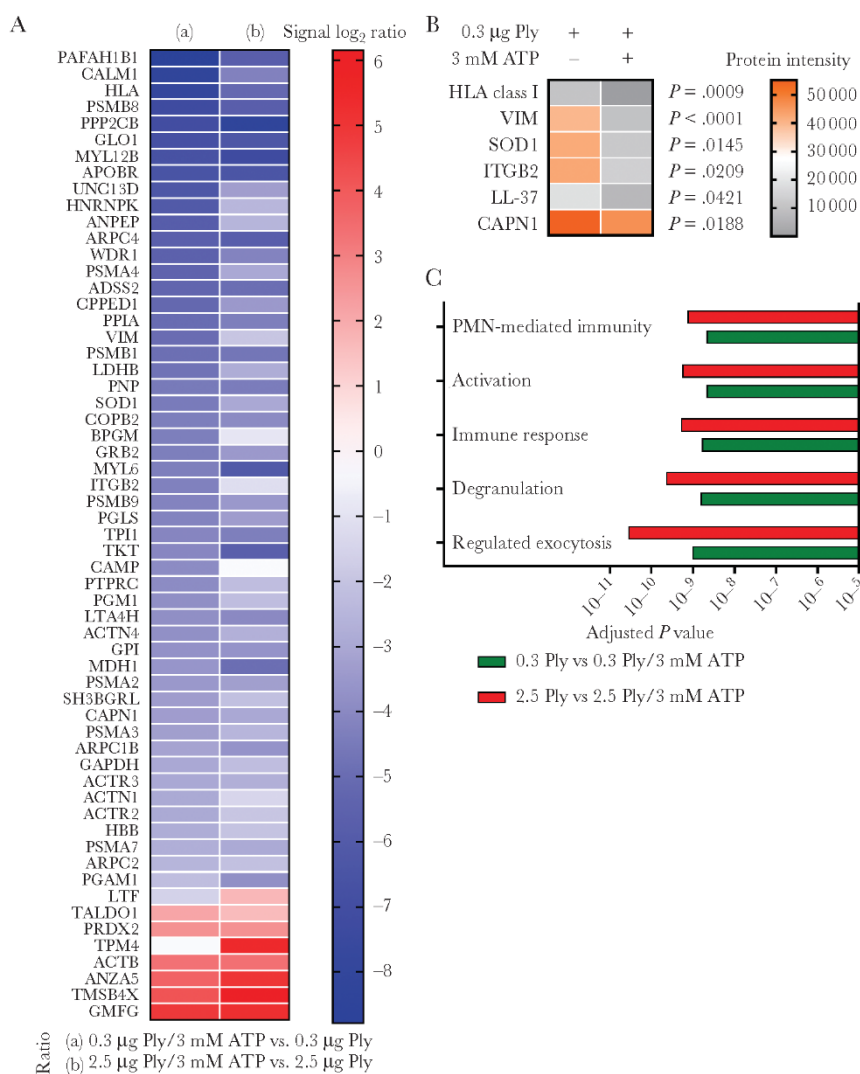 A
(a)
(b)
Signal log2 ratio
PAFAH1B1
CALM1
HLA
PSMB8
PPP2CB
GLO1
MYL12B
APOBR
UNC13D
HNRNPK
ANPEP
ARPC4
WDR1
PSMA4
ADSS2
CPPED1
PPIA
VIM
PSMB1
LDHB
PNP
SOD1
COPB2
BPGM
GRB2
MYL6
ITGB2
PSMB9
PGLS
TPI1
TKT
CAMP
PTPRC
PGM1
LTA4H
ACTN4
GPI
MDH1
PSMA2
SH3BGRL
CAPN1
PSMA3
ARPC1B
GAPDH
ACTR3
ACTN1
ACTR2
HBB
PSMA7
ARPC2
PGAM1
LTF
TALDO1
PRDX2
TPM4
ACTB
ANZA5
TMSB4X
GMFG
6
5
4
3
2
1
0
–1
–2
–3
–4
–5
–6
–7
–8
Ratio
(a) 0.3 µg Ply/3 mM ATP vs. 0.3 µg Ply
(b) 2.5 µg Ply/3 mM ATP vs. 2.5 µg Ply
B
0.3 µg Ply + +
3 mM ATP – +
Protein intensity
HLA class I P = .0009
VIM P < .0001
SOD1 P = .0145
ITGB2 P = .0209
LL-37 P = .0421
CAPN1 P = .0188
50 000
40 000
30 000
20 000
10 000
C
PMN-mediated immunity
Activation
Immune response
Degranulation
Regulated exocytosis
10–11
10–10
10–9
10–8
10–7
10–6
10–5
Adjusted P value
0.3 Ply vs 0.3 Ply/3 mM ATP
2.5 Ply vs 2.5 Ply/3 mM ATP